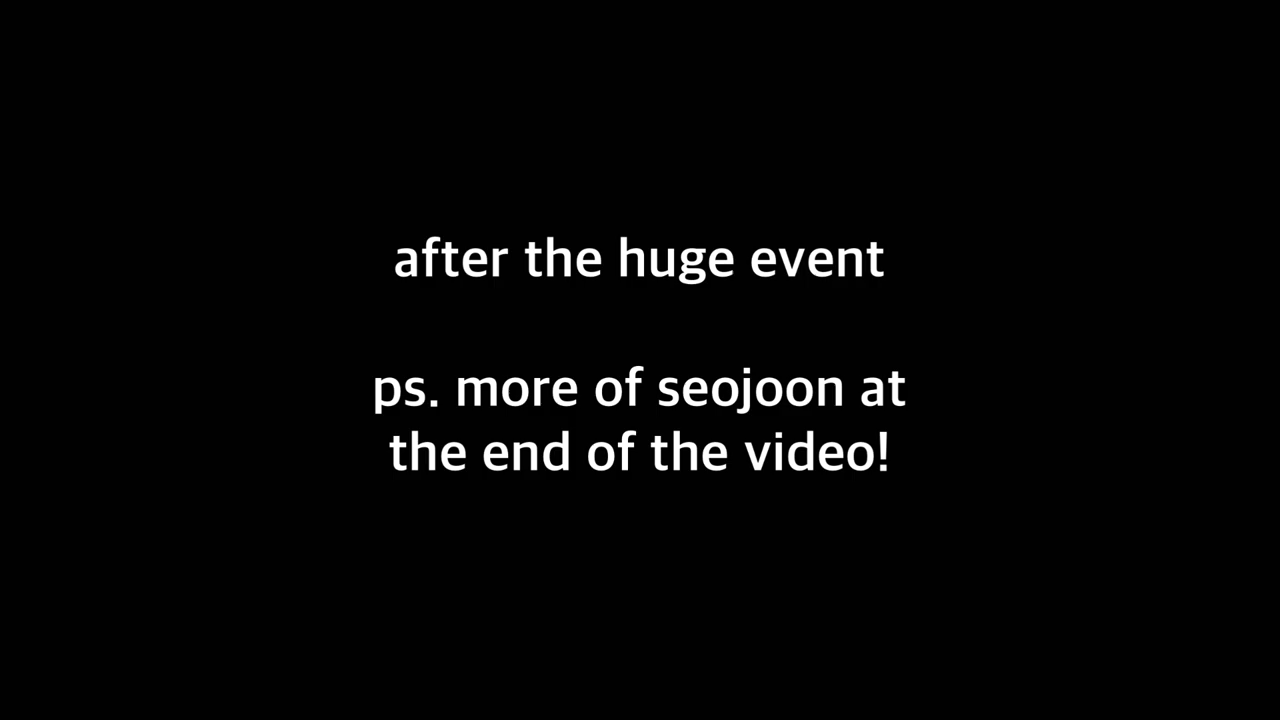 after the huge event
ps. more of seojoon at
the end of the video!